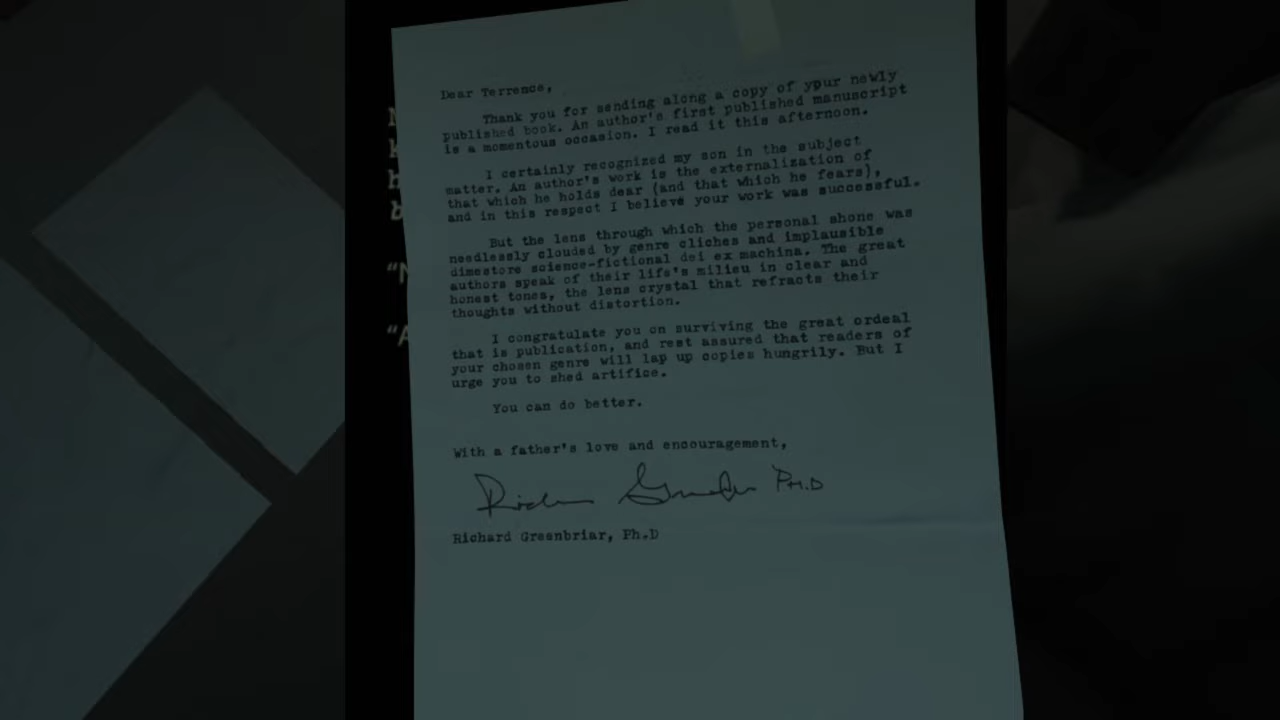 Dear Terrence,
Thank you for sending along a copy of your newly
published book. An author's first published manuscript
is a momentous occasion. I read it this afternoon.
I certainly recognized my son in the subject
matter. An author's work is the externalization of
that which he holds dear (and that which he fears),
and in this respect I believe your work was successful.
But the lens through which the personal shone was
needlessly clouded by genre cliches and implausible
dimestore science-fictional dei ex machina. The great
authors speak of their life's milieu in clear and
honest tones, the lens crystal that refracts their
thoughts without distortion.
I congratulate you on surviving the great ordeal
that is publication, and rest assured that readers of
your chosen genre will lap up copies hungrily. But I
urge you to shed artifice.
You can do better.
With a father's love and encouragement,
Richard Greenbriar, Ph.D